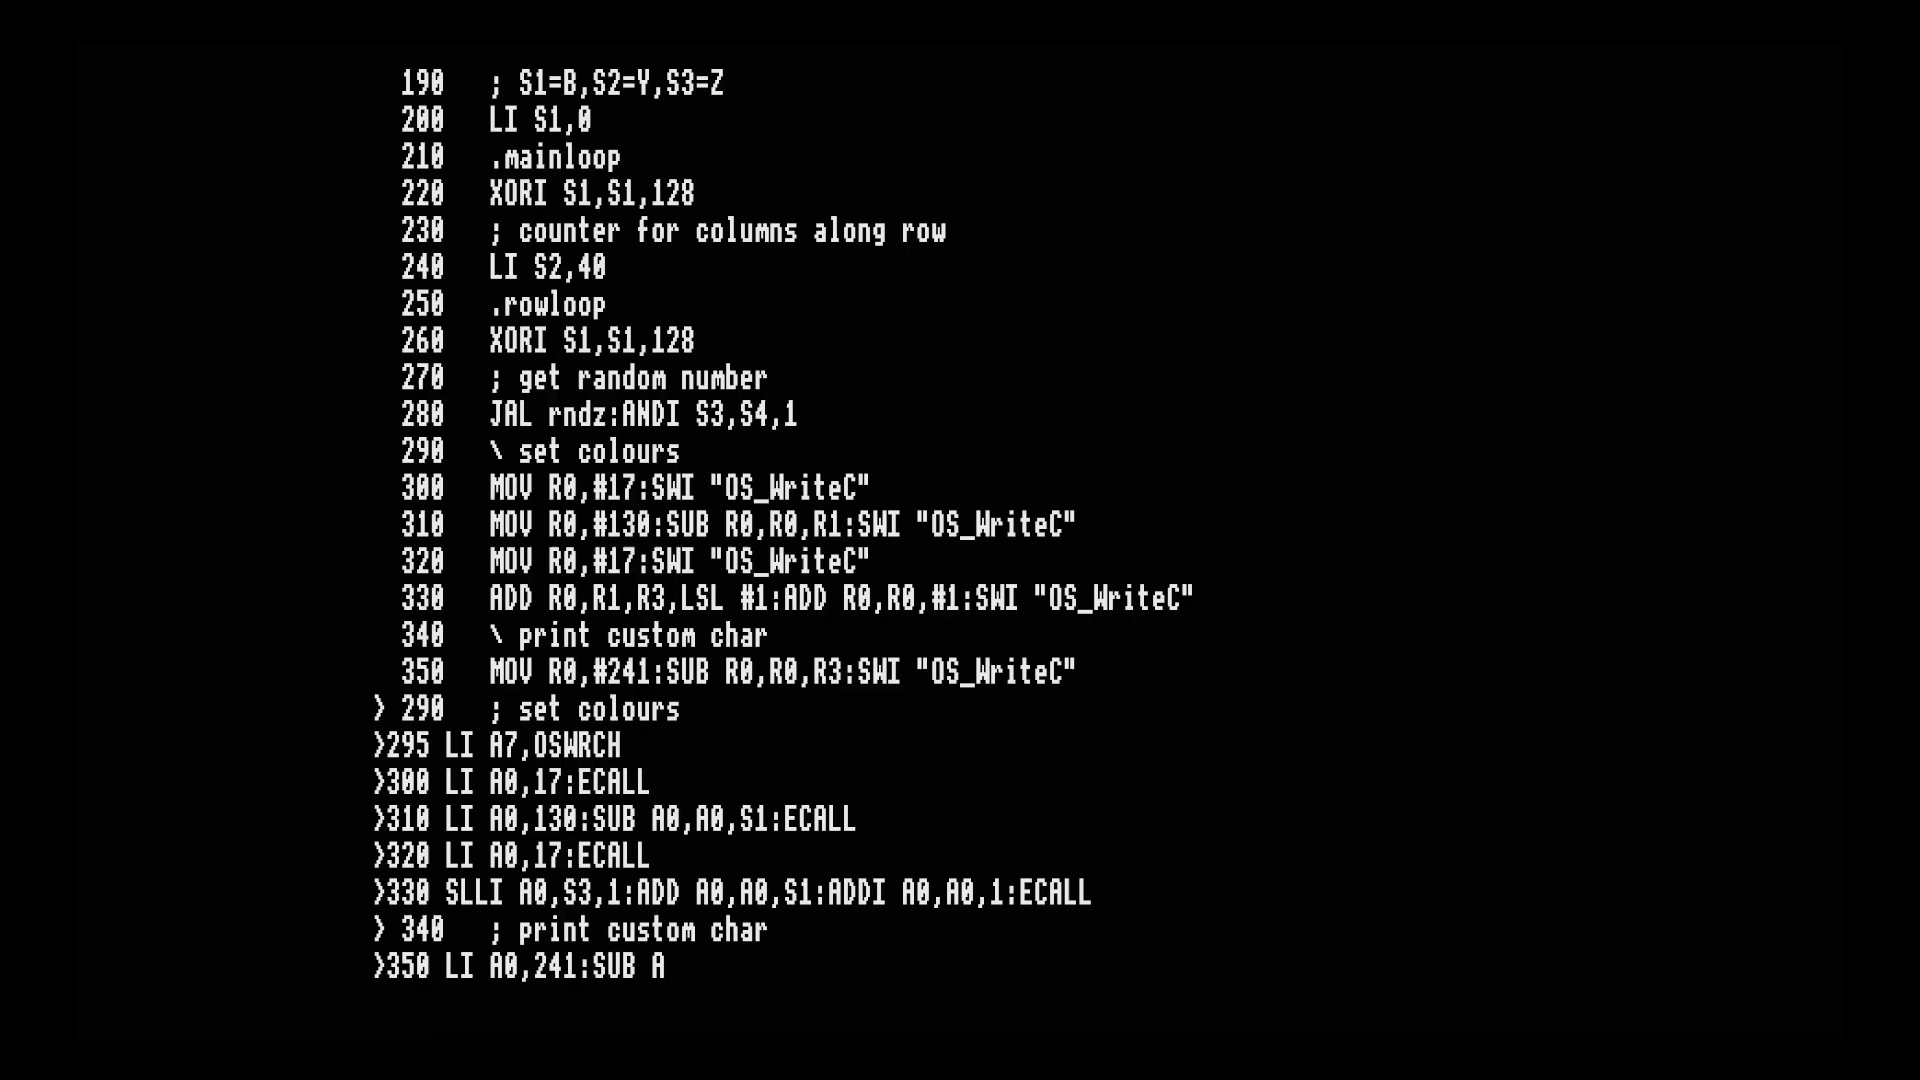 190   ; S1=B,S2=Y,S3=Z
200   LI S1,0
210   .mainloop
220   XORI S1,S1,128
230   ; counter for columns along row
240   LI S2,40
250   .rowloop
260   XORI S1,S1,128
270   ; get random number
280   JAL rndz:ANDI S3,S4,1
290   \ set colours
300   MOV R0,#17:SWI "OS_WriteC"
310   MOV R0,#130:SUB R0,R0,R1:SWI "OS_WriteC"
320   MOV R0,#17:SWI "OS_WriteC"
330   ADD R0,R1,R3,LSL #1:ADD R0,R0,#1:SWI "OS_WriteC"
340   \ print custom char
350   MOV R0,#241:SUB R0,R0,R3:SWI "OS_WriteC"
> 290   ; set colours
>295 LI A7,OSWRCH
>300 LI A0,17:ECALL
>310 LI A0,130:SUB A0,A0,S1:ECALL
>320 LI A0,17:ECALL
>330 SLLI A0,S3,1:ADD A0,A0,S1:ADDI A0,A0,1:ECALL
> 340   ; print custom char
>350 LI A0,241:SUB A